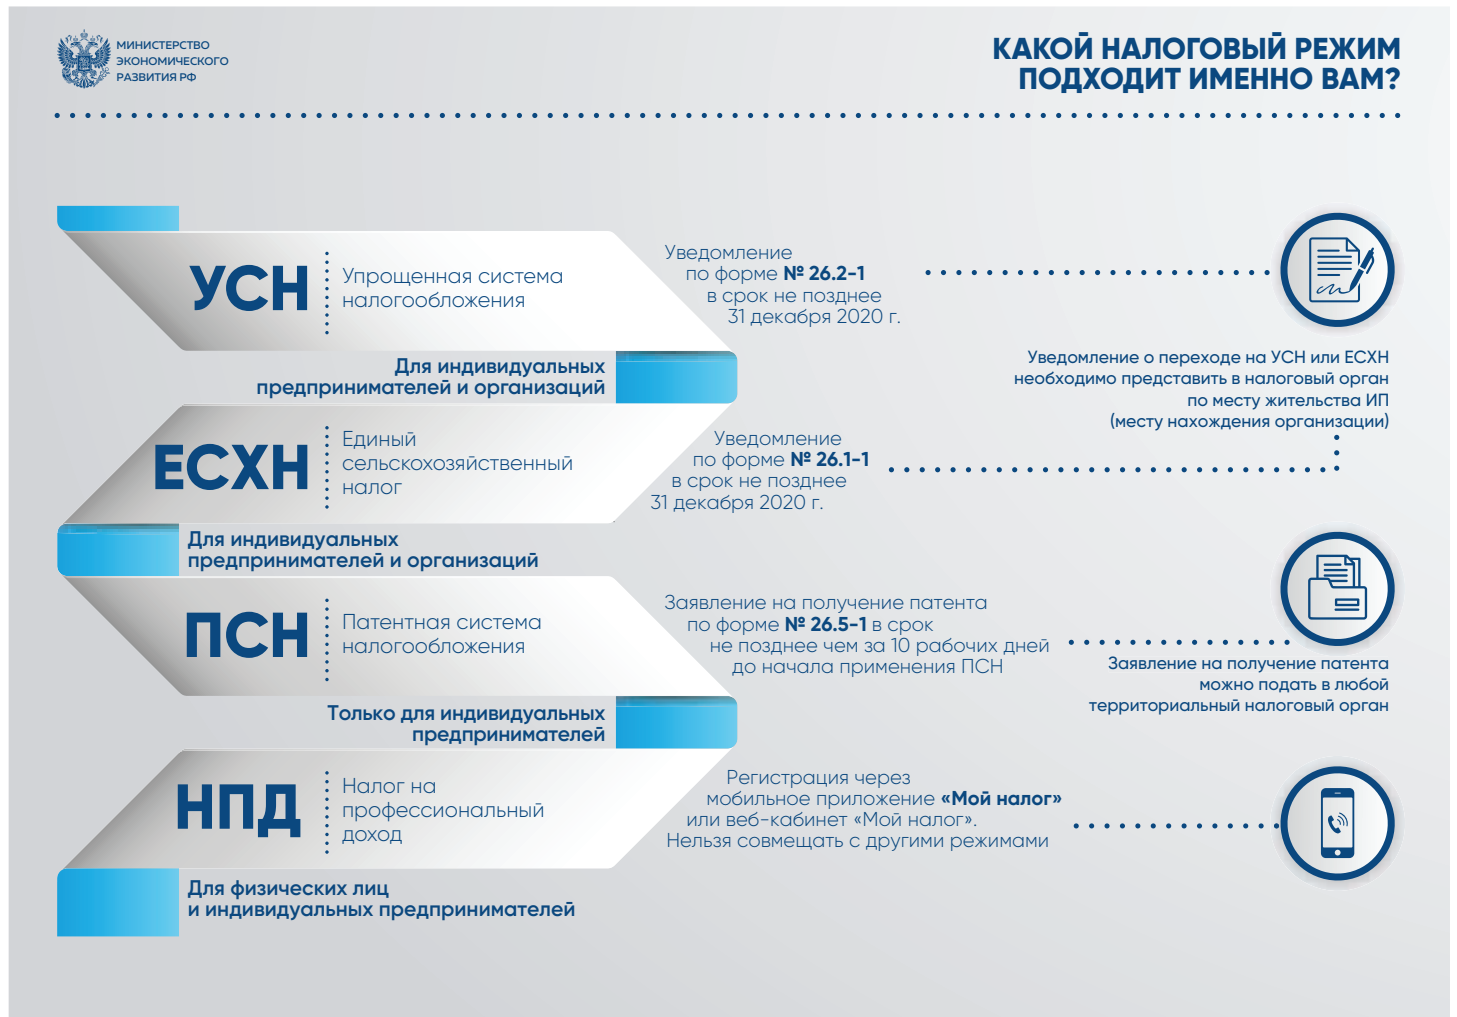 МИНИСТЕРСТВО
ЭКОНОМИЧЕСКОГО
РАЗВИТИЯ РФ
КАКОЙ НАЛОГОВЫЙ РЕЖИМ
ПОДХОДИТ ИМЕННО ВАМ?
УСН
Упрощенная система
налогообложения
Уведомление
по форме № 26.2-1
в срок не позднее
31 декабря 2020 г.
Для индивидуальных
предпринимателей и организаций
Уведомление о переходе на УСН или ЕСХН
необходимо представить в налоговый орган
по месту жительства ИП
(месту нахождения организации)
ЕСХН
Единый
сельскохозяйственный
налог
Уведомление
по форме № 26.1-1
в срок не позднее
31 декабря 2020 г.
Для индивидуальных
предпринимателей и организаций
ПСН
Патентная система
налогообложения
Заявление на получение патента
по форме № 26.5-1 в срок
не позднее чем за 10 рабочих дней
до начала применения ПСН
Заявление на получение патента
можно подать в любой
территориальный налоговый орган
Только для индивидуальных
предпринимателей
НПД
Налог на
профессиональный
доход
Регистрация через
мобильное приложение «Мой налог»
или веб-кабинет «Мой налог».
Нельзя совмещать с другими режимами
Для физических лиц
и индивидуальных предпринимателей